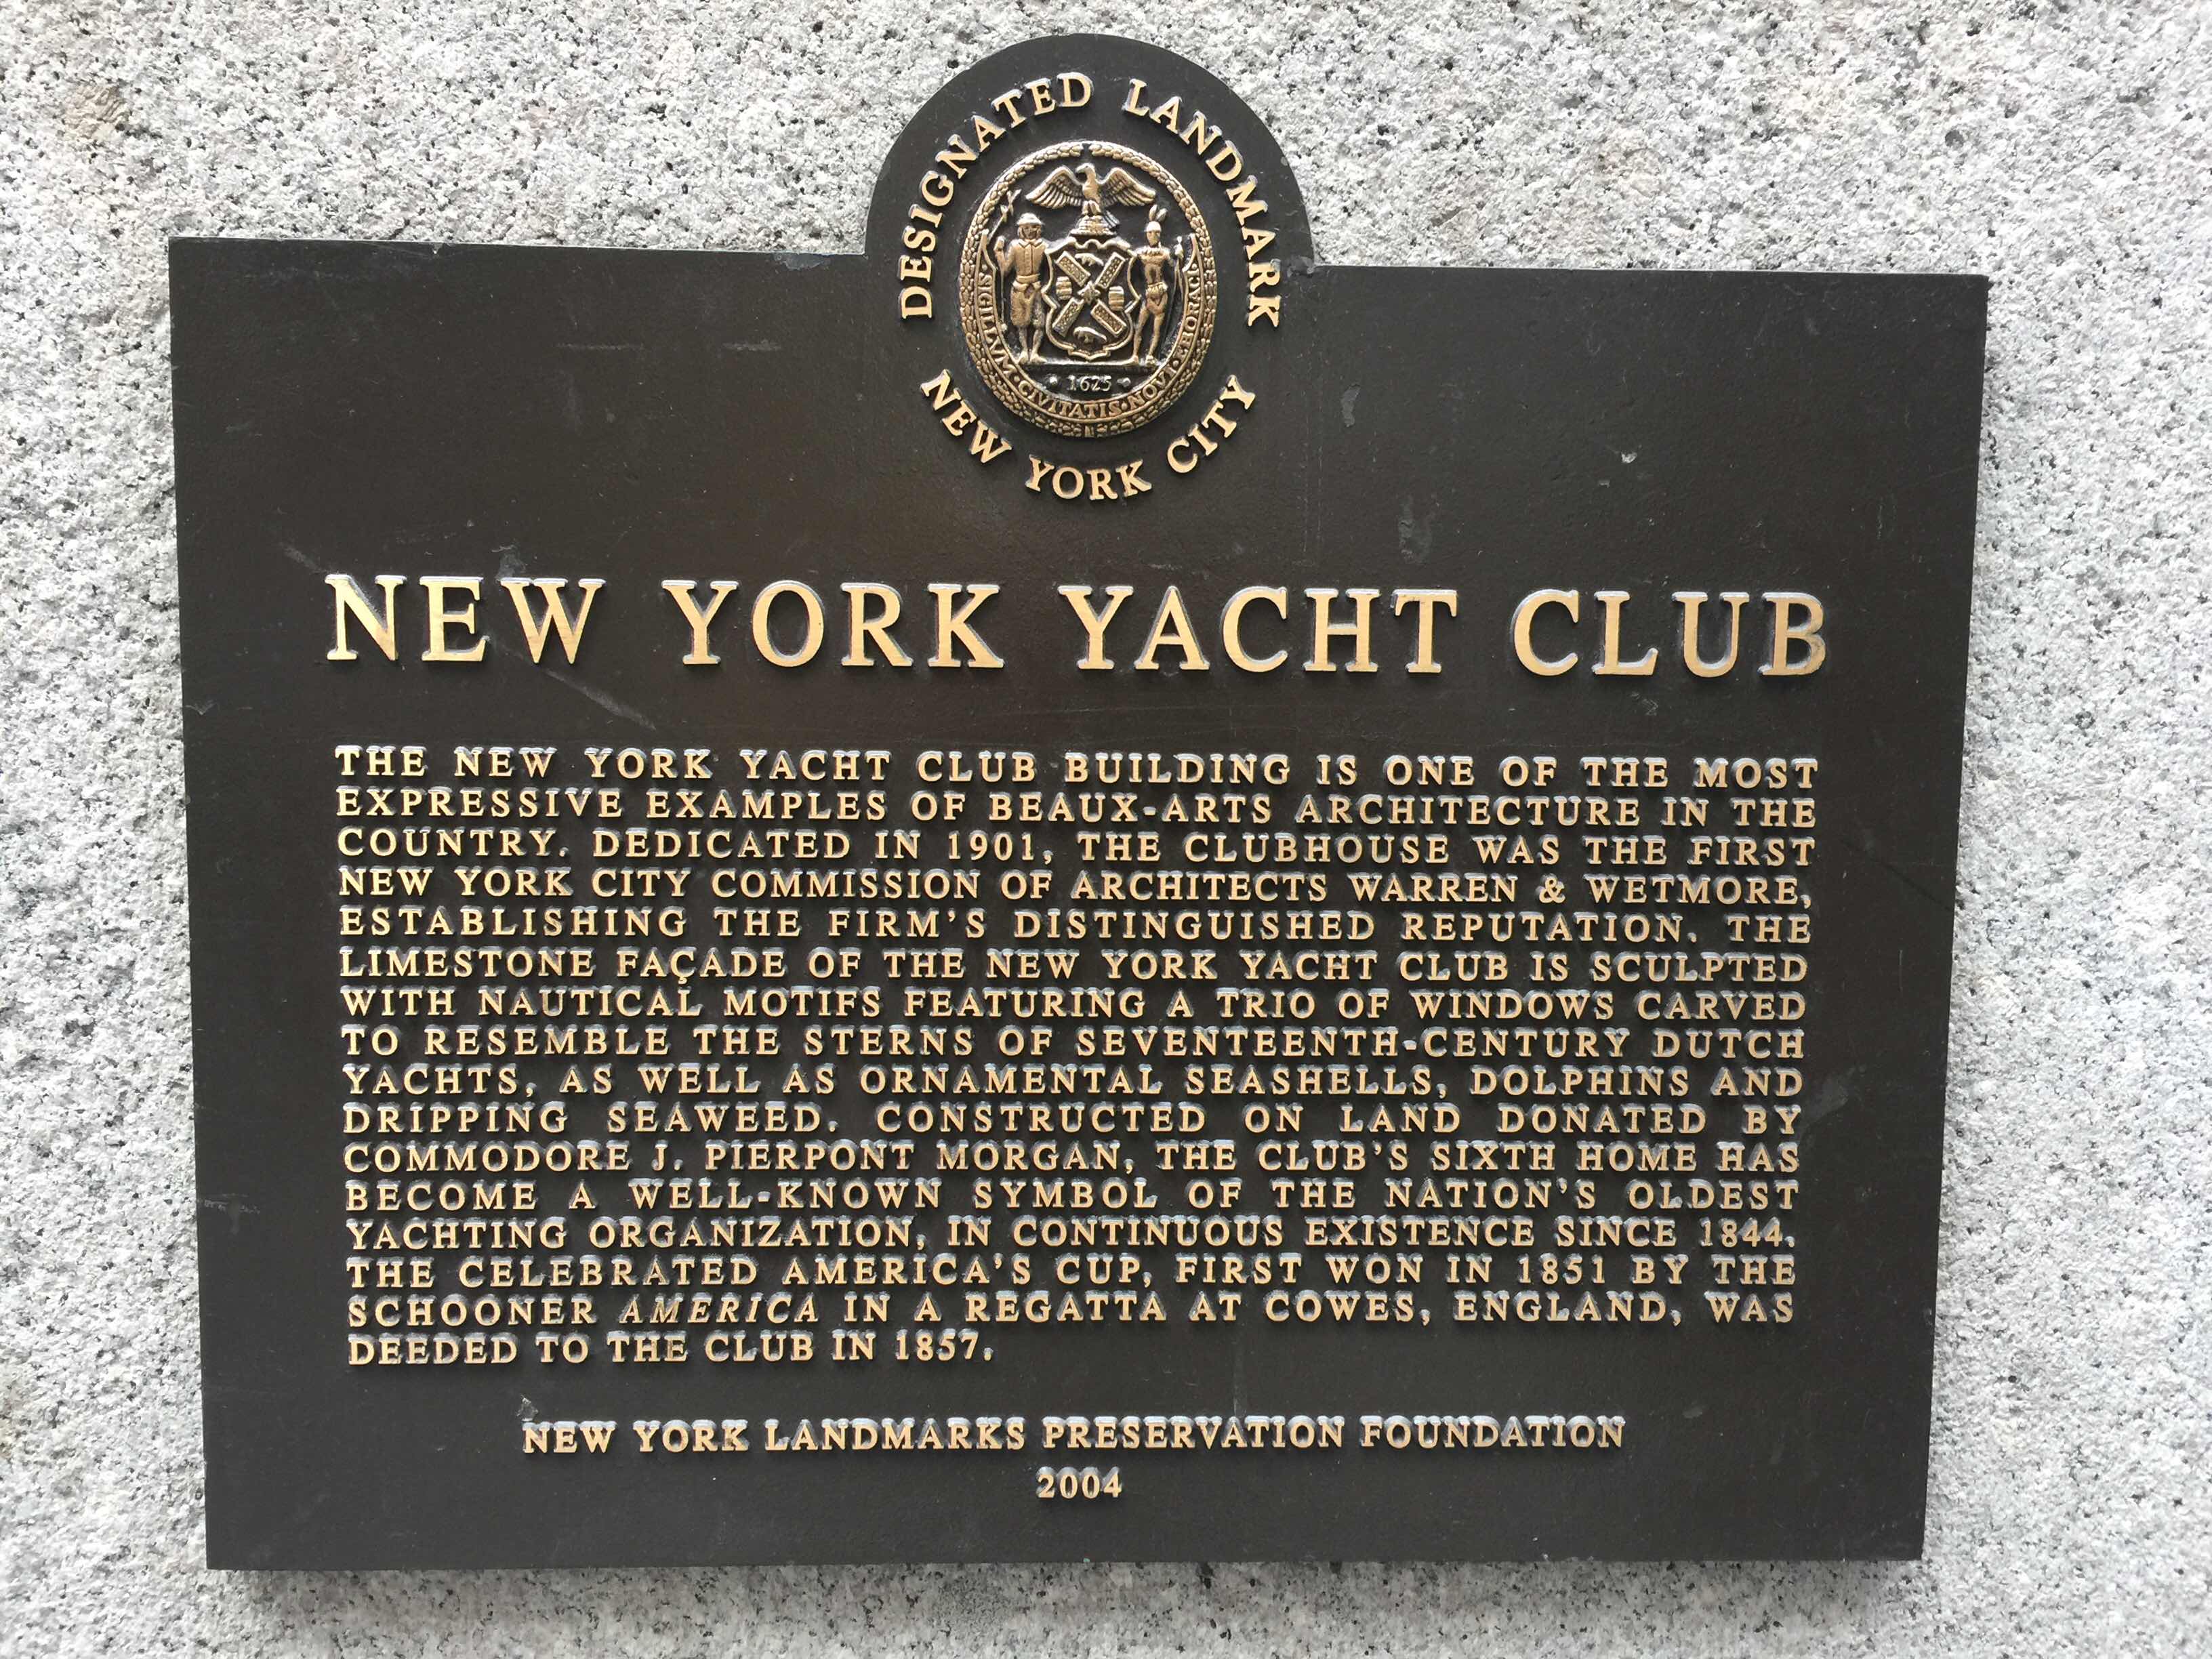 DESIGNATED LANDMARK
SIGILLVM·CIVITATIS·NOVI·EBORACI
1625
NEW YORK CITY
NEW YORK YACHT CLUB
THE NEW YORK YACHT CLUB BUILDING IS ONE OF THE MOST
EXPRESSIVE EXAMPLES OF BEAUX-ARTS ARCHITECTURE IN THE
COUNTRY. DEDICATED IN 1901, THE CLUBHOUSE WAS THE FIRST
NEW YORK CITY COMMISSION OF ARCHITECTS WARREN & WETMORE,
ESTABLISHING THE FIRM'S DISTINGUISHED REPUTATION. THE
LIMESTONE FAÇADE OF THE NEW YORK YACHT CLUB IS SCULPTED
WITH NAUTICAL MOTIFS FEATURING A TRIO OF WINDOWS CARVED
TO RESEMBLE THE STERNS OF SEVENTEENTH-CENTURY DUTCH
YACHTS, AS WELL AS ORNAMENTAL SEASHELLS, DOLPHINS AND
DRIPPING SEAWEED. CONSTRUCTED ON LAND DONATED BY
COMMODORE J. PIERPONT MORGAN, THE CLUB'S SIXTH HOME HAS
BECOME A WELL-KNOWN SYMBOL OF THE NATION'S OLDEST
YACHTING ORGANIZATION, IN CONTINUOUS EXISTENCE SINCE 1844.
THE CELEBRATED AMERICA'S CUP, FIRST WON IN 1851 BY THE
SCHOONER AMERICA IN A REGATTA AT COWES, ENGLAND, WAS
DEEDED TO THE CLUB IN 1857.
NEW YORK LANDMARKS PRESERVATION FOUNDATION
2004